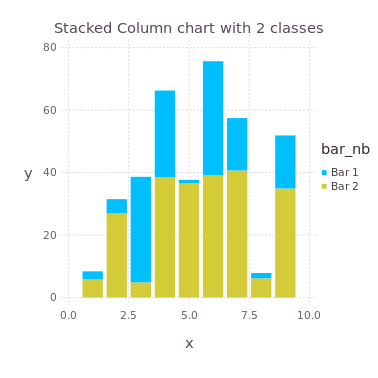 Stacked Column chart with 2 classes
80
60
40
20
0
y
0.0 2.5 5.0 7.5 10.0
x
bar_nb
Bar 1
Bar 2